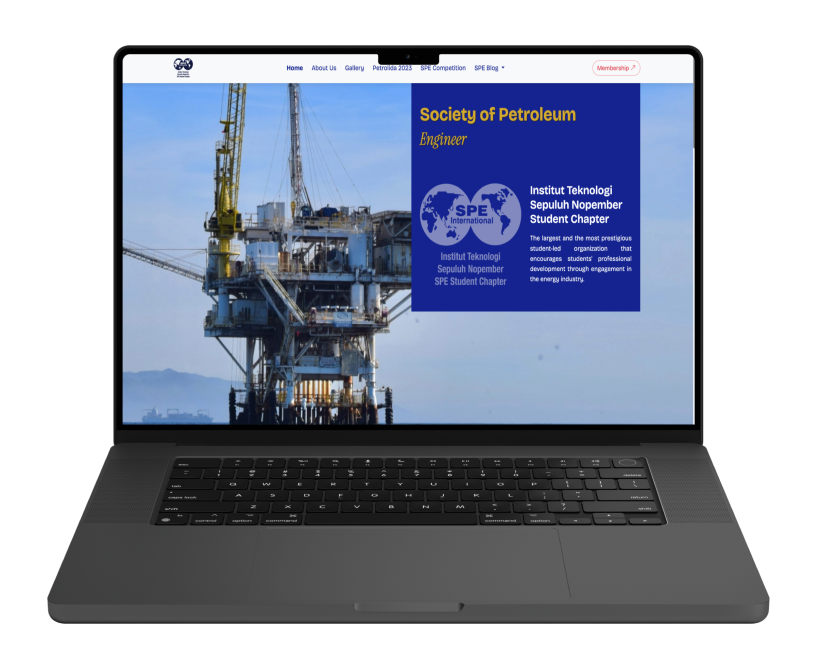 Home About Us Gallery Petrolida 2023 SPE Competition SPE Blog Membership
Society of Petroleum
Engineer
SPE
International
Institut Teknologi
Sepuluh Nopember
SPE Student Chapter
Institut Teknologi
Sepuluh Nopember
Student Chapter
The largest and the most prestigious
student-led organization that
encourages students' professional
development through engagement in
the energy industry.
delete
tab Q W E R T Y U I O P
caps lock A S D F G H J K L return
shift Z X C V B N M shift
control option command command option